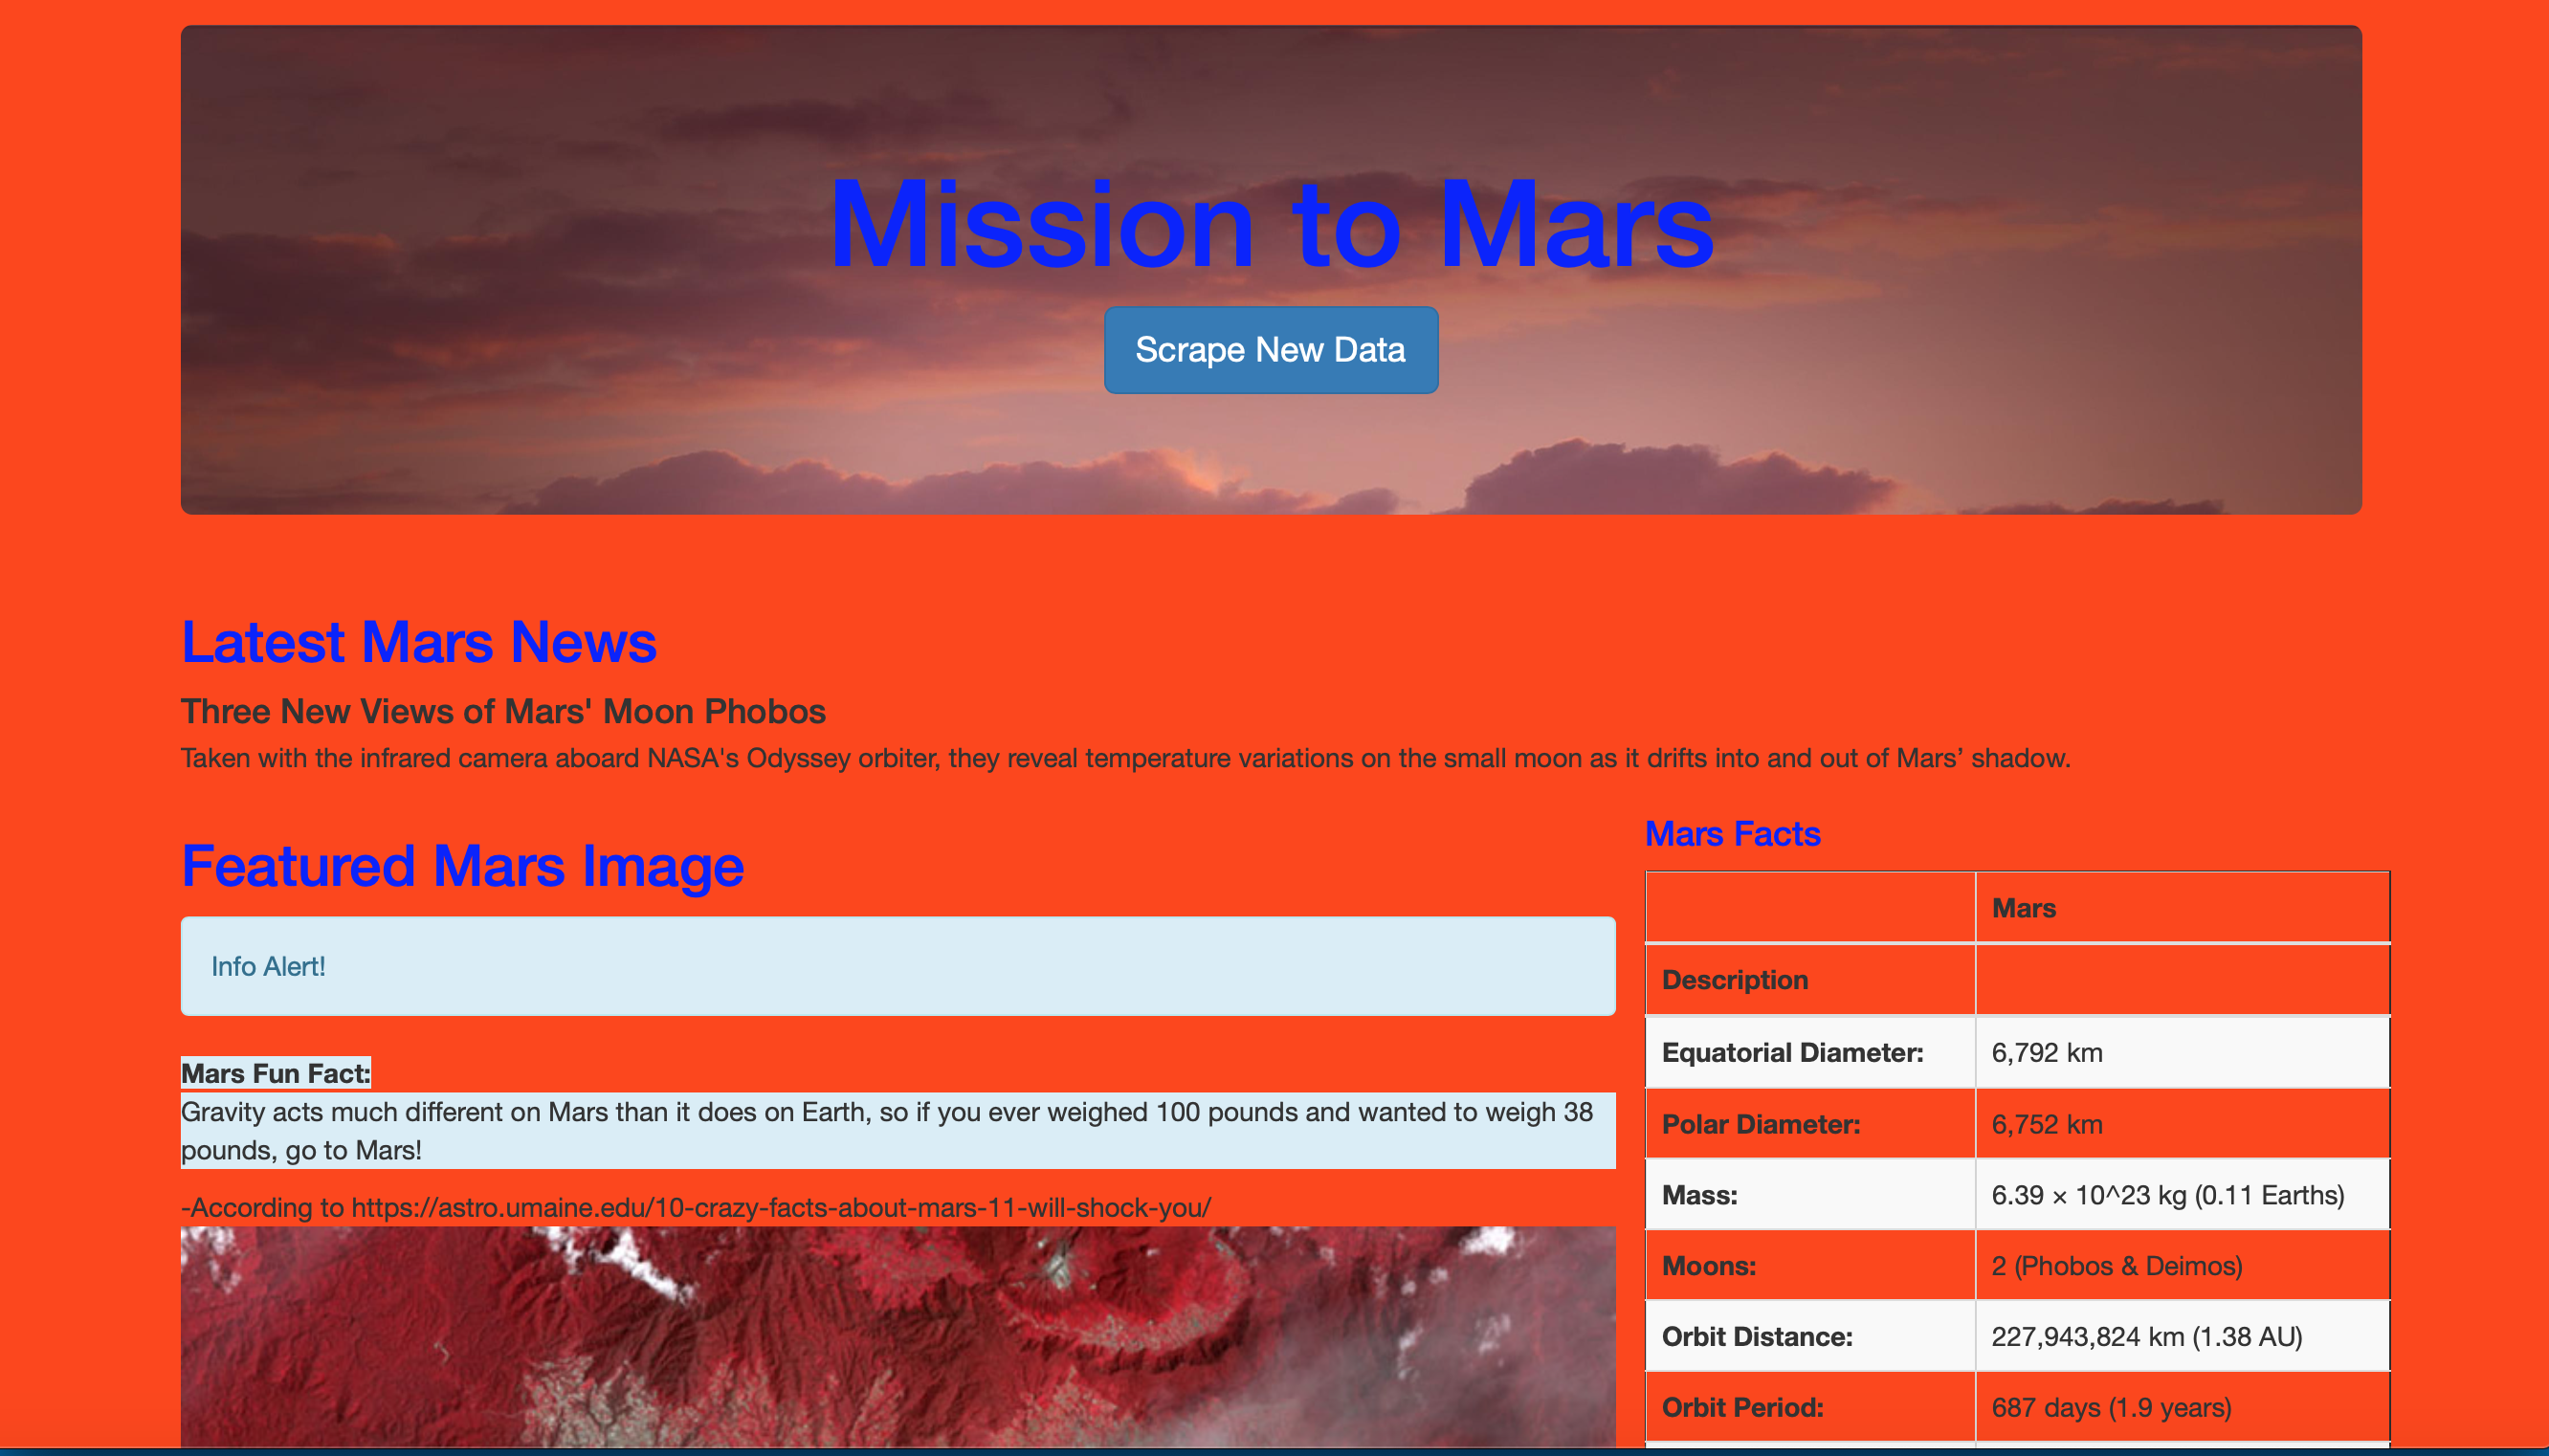 Mission to Mars
Scrape New Data
Latest Mars News
Three New Views of Mars' Moon Phobos
Taken with the infrared camera aboard NASA's Odyssey orbiter, they reveal temperature variations on the small moon as it drifts into and out of Mars’ shadow.
Featured Mars Image
Info Alert!
Mars Fun Fact:
Gravity acts much different on Mars than it does on Earth, so if you ever weighed 100 pounds and wanted to weigh 38
pounds, go to Mars!
-According to https://astro.umaine.edu/10-crazy-facts-about-mars-11-will-shock-you/
Mars Facts
Mars
Description
Equatorial Diameter: 6,792 km
Polar Diameter: 6,752 km
Mass: 6.39 × 10^23 kg (0.11 Earths)
Moons: 2 (Phobos & Deimos)
Orbit Distance: 227,943,824 km (1.38 AU)
Orbit Period: 687 days (1.9 years)